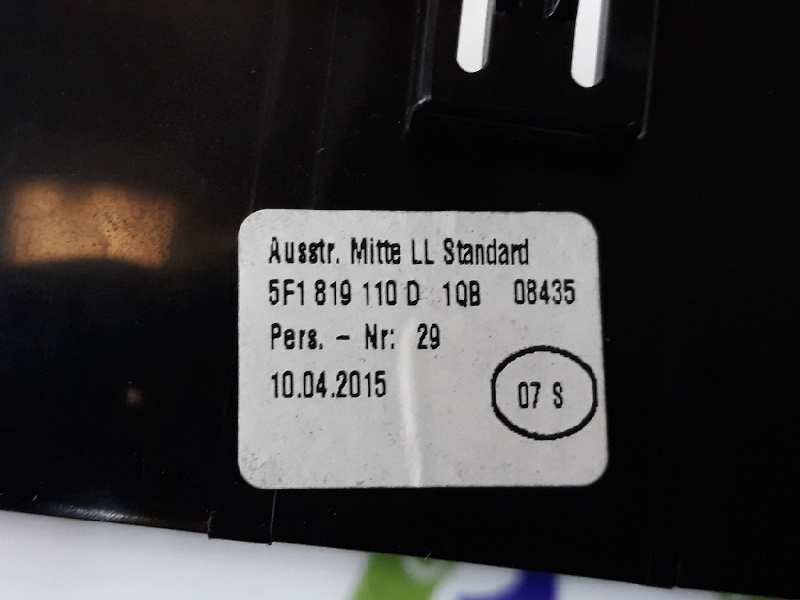 Ausstr. Mitte LL Standard
5F1 819 110 D 1QB 08435
Pers. - Nr: 29
10.04.2015
07 S